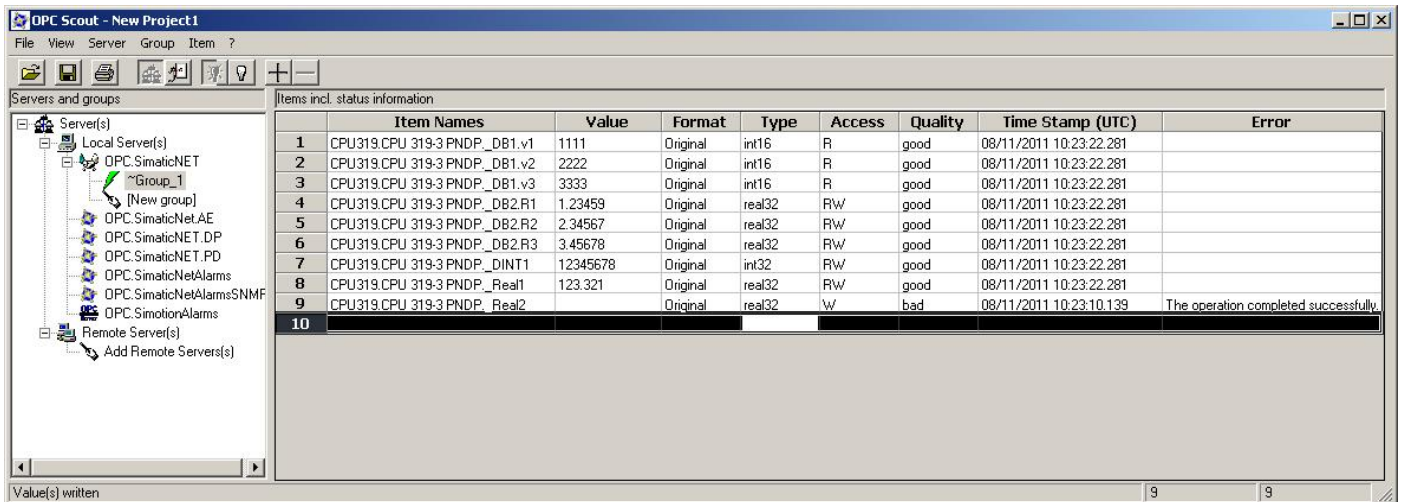 OPC Scout - New Project1
File View Server Group Item ?
Servers and groups
Items incl. status information
Server(s)
Local Server(s)
OPC.SimaticNET
~Group_1
[New group]
OPC.SimaticNet.AE
OPC.SimaticNET.DP
OPC.SimaticNET.PD
OPC.SimaticNetAlarms
OPC.SimaticNetAlarmsSNMP
OPC.SimotionAlarms
Remote Server(s)
Add Remote Servers(s)
Item Names Value Format Type Access Quality Time Stamp (UTC) Error
1 CPU319.CPU 319-3 PNDP._DB1.v1 1111 Original int16 R good 08/11/2011 10:23:22.281
2 CPU319.CPU 319-3 PNDP._DB1.v2 2222 Original int16 R good 08/11/2011 10:23:22.281
3 CPU319.CPU 319-3 PNDP._DB1.v3 3333 Original int16 R good 08/11/2011 10:23:22.281
4 CPU319.CPU 319-3 PNDP._DB2.R1 1.23459 Original real32 RW good 08/11/2011 10:23:22.281
5 CPU319.CPU 319-3 PNDP._DB2.R2 2.34567 Original real32 RW good 08/11/2011 10:23:22.281
6 CPU319.CPU 319-3 PNDP._DB2.R3 3.45678 Original real32 RW good 08/11/2011 10:23:22.281
7 CPU319.CPU 319-3 PNDP._DINT1 12345678 Original int32 RW good 08/11/2011 10:23:22.281
8 CPU319.CPU 319-3 PNDP._Real1 123.321 Original real32 RW good 08/11/2011 10:23:22.281
9 CPU319.CPU 319-3 PNDP._Real2 Original real32 W bad 08/11/2011 10:23:10.139 The operation completed successfully.
10
Value(s) written 9 9